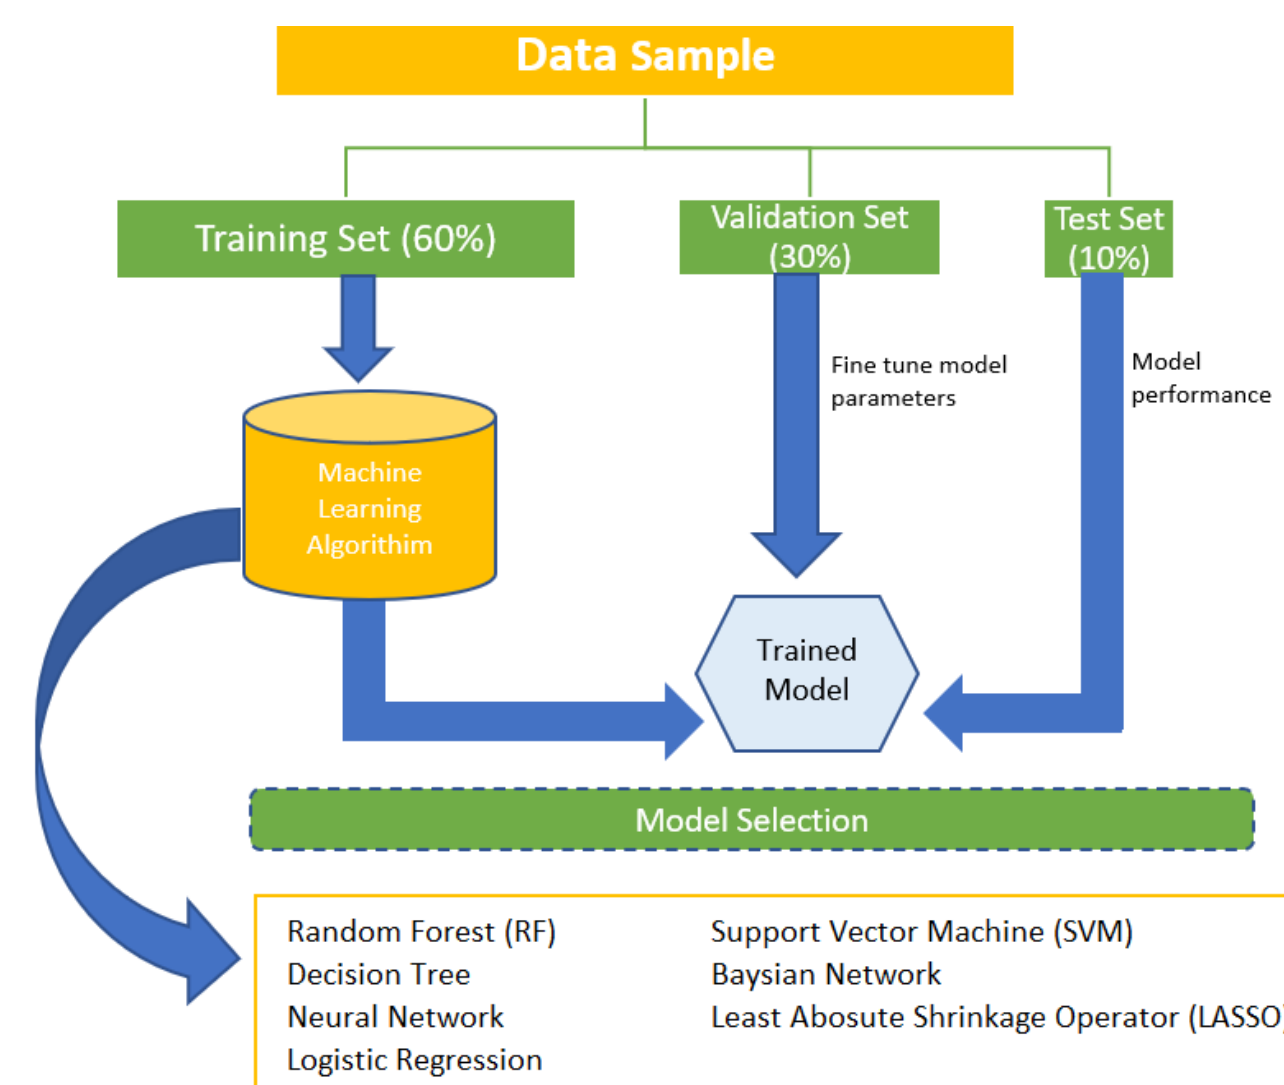 Data Sample
Training Set (60%)
Validation Set
(30%)
Test Set
(10%)
Fine tune model
parameters
Model
performance
Machine
Learning
Algorithim
Trained
Model
Model Selection
Random Forest (RF)
Decision Tree
Neural Network
Logistic Regression
Support Vector Machine (SVM)
Baysian Network
Least Abosute Shrinkage Operator (LASSO)